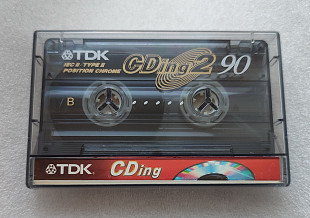 TDK CDing2 90
IEC II / TYPE II
POSITION CHROME
B
TDK CDing